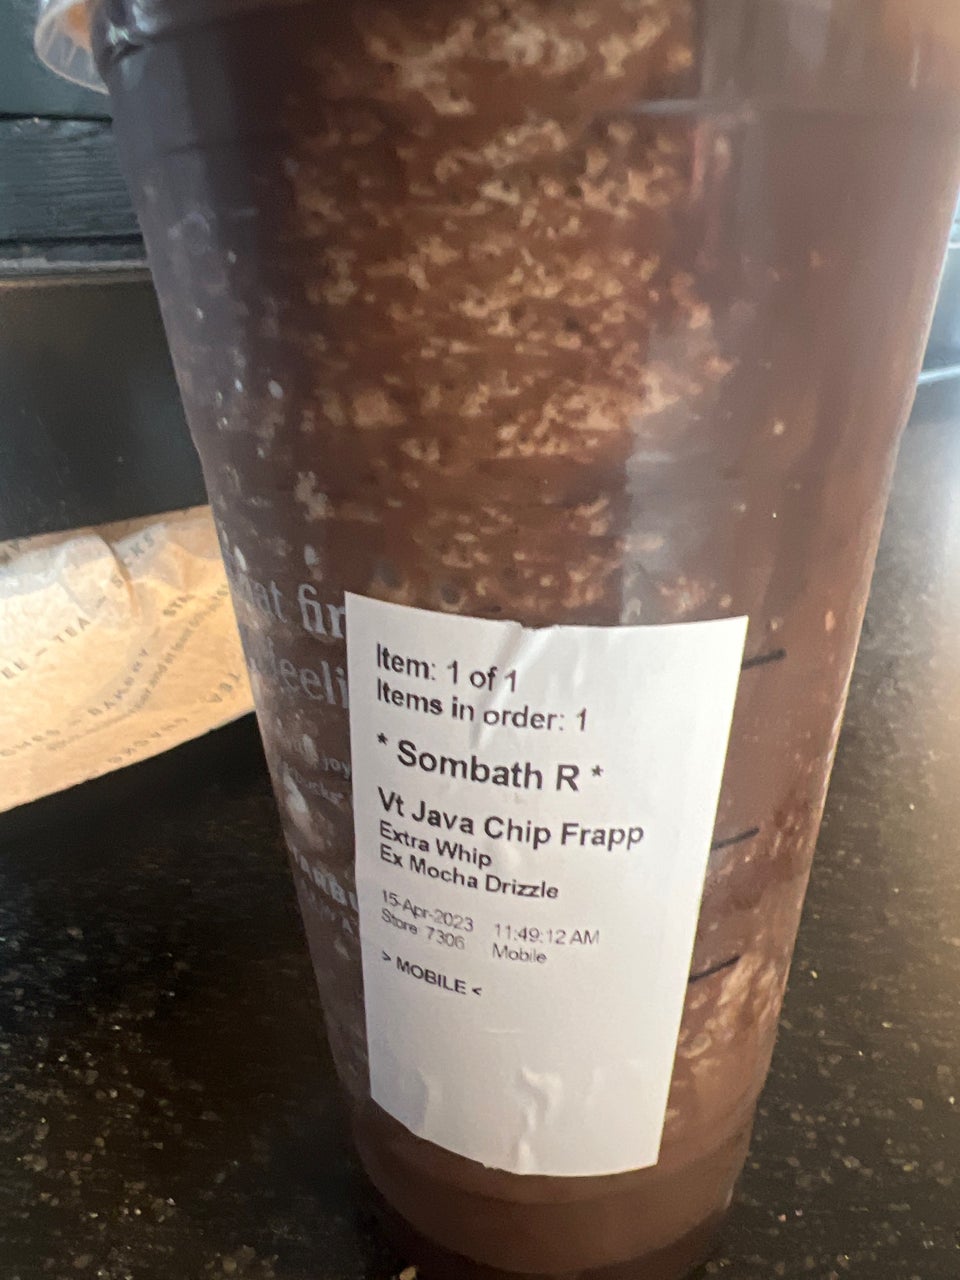 Item: 1 of 1
Items in order: 1
* Sombath R *
Vt Java Chip Frapp
Extra Whip
Ex Mocha Drizzle
15-Apr-2023 11:49:12 AM
Store 7306 Mobile
> MOBILE <